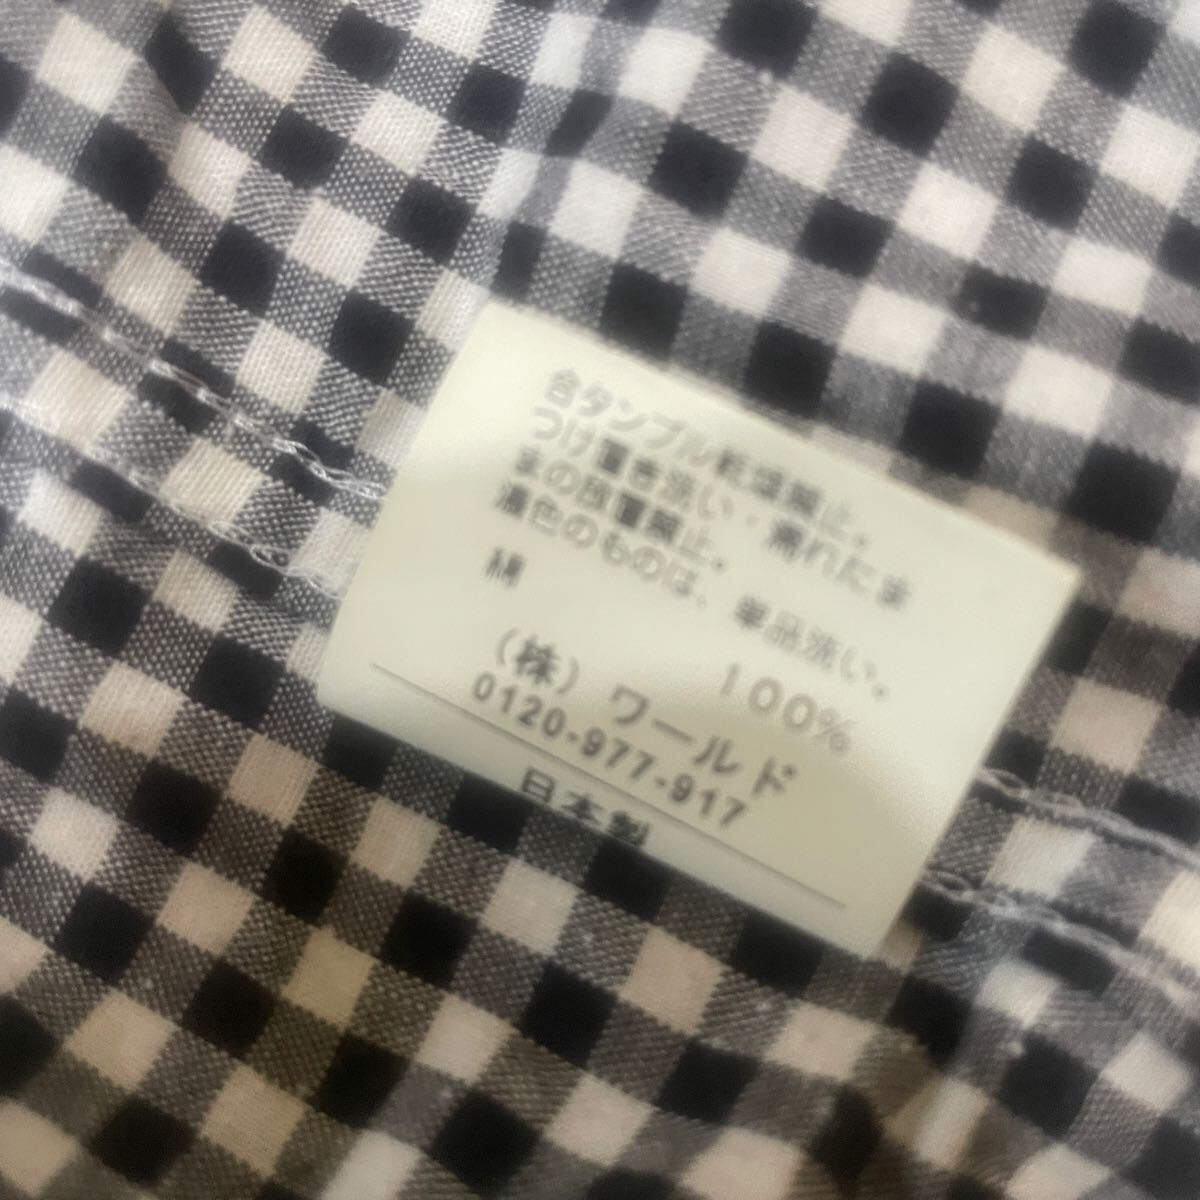 合タンブル乾燥禁止。
つけ置き洗い・濡れたま
まの放置禁止。
濃色のものは、単品洗い。
綿 100%
(株)ワールド
0120-977-917
日本製